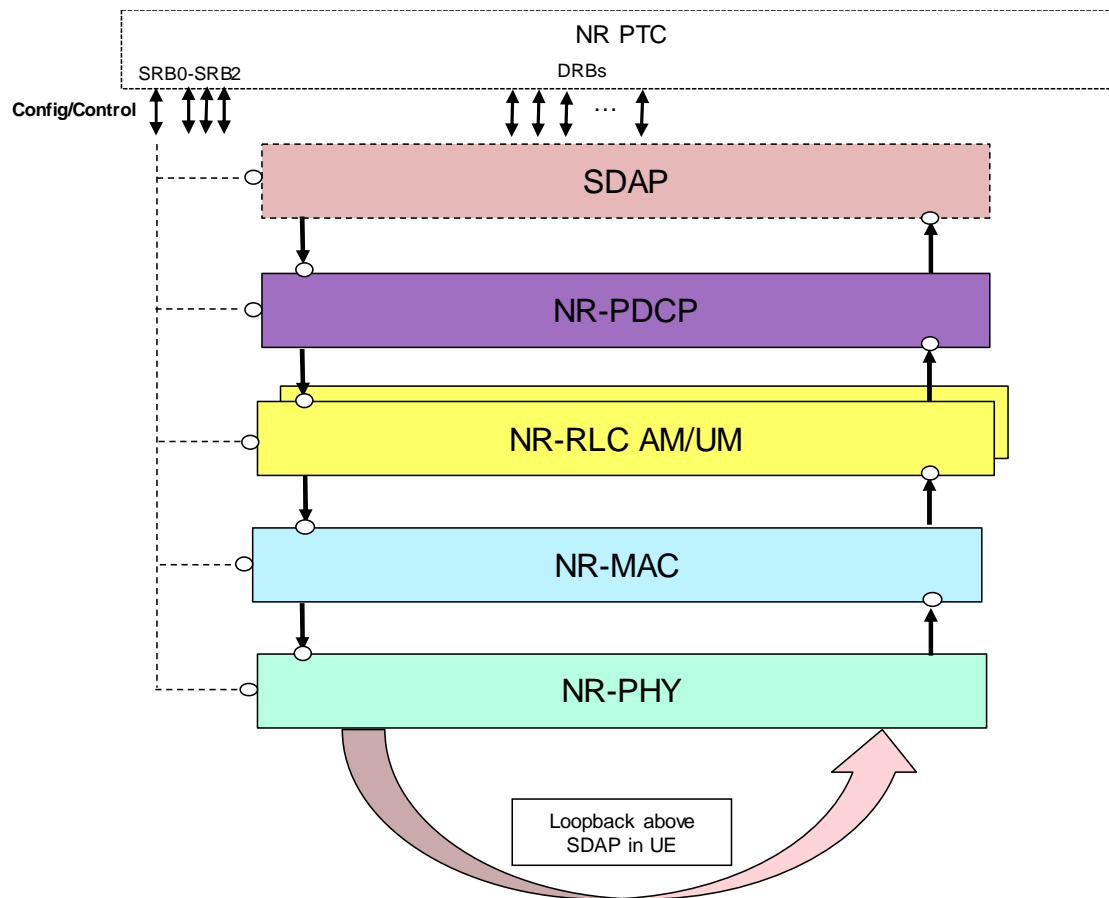 NR PTC
SRB0-SRB2
DRBs
Config/Control
...
SDAP
NR-PDCP
NR-RLC AM/UM
NR-MAC
NR-PHY
Loopback above
SDAP in UE